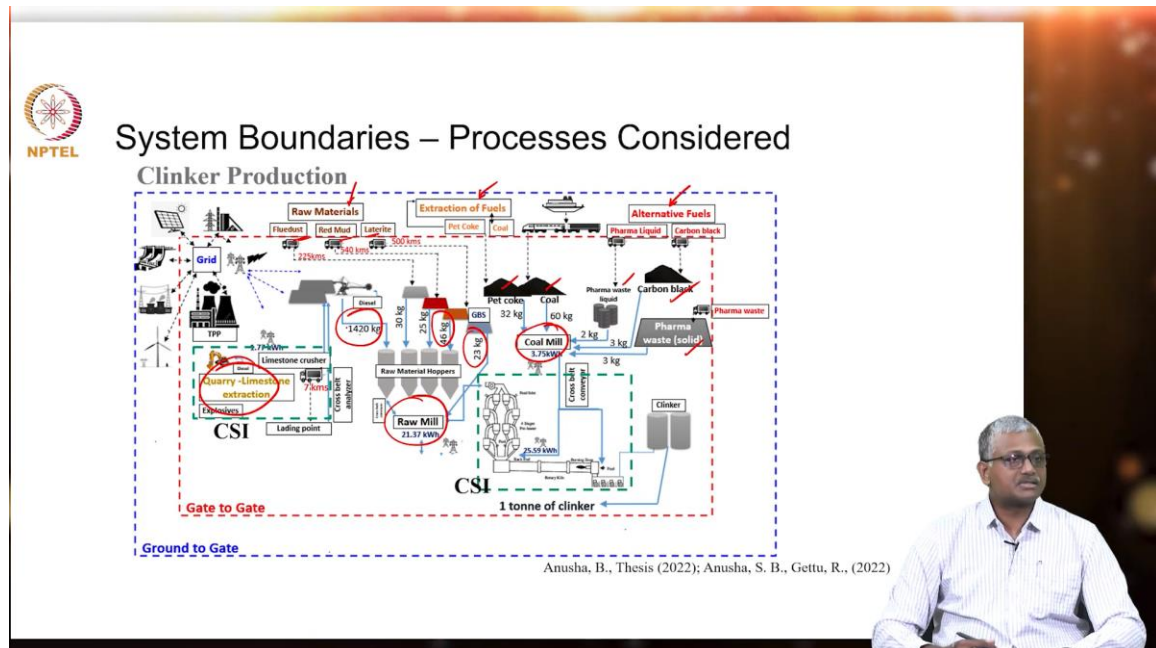 NPTEL
System Boundaries – Processes Considered
Clinker Production
Raw Materials
Fluedust
Red Mud
Laterite
225kms
540 kms
500 kms
Extraction of Fuels
Pet Coke
Coal
Alternative Fuels
Pharma Liquid
Carbon black
Grid
TPP
Diesel
1420 kg
30 kg
25 kg
46 kg
GBS
23 kg
Pet coke
Coal
32 kg
60 kg
Pharma waste
liquid
Carbon black
Pharma waste
Pharma
waste (solid)
2 kg
3 kg
3 kg
Coal Mill
3.75kWh
Limestone crusher
Diesel
Quarry -Limestone
extraction
7 kms
Explosives
CSI
Lading point
Cross belt
analyzer
Raw Material Hoppers
Raw Mill
21.37 kWh
Cross belt
conveyor
Clinker
25.59 kWh
Rotary Kiln
CSI
1 tonne of clinker
Gate to Gate
Ground to Gate
Anusha, B., Thesis (2022); Anusha, S. B., Gettu, R., (2022)